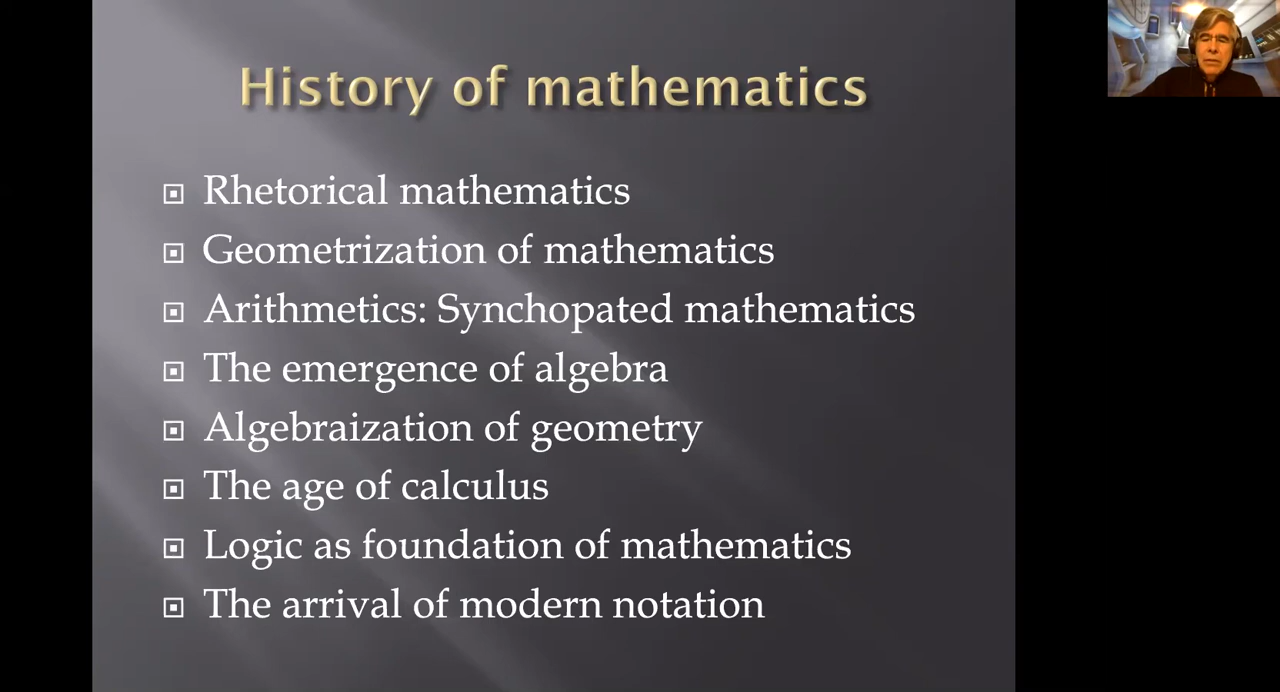 History of mathematics
Rhetorical mathematics
Geometrization of mathematics
Arithmetics: Synchopated mathematics
The emergence of algebra
Algebraization of geometry
The age of calculus
Logic as foundation of mathematics
The arrival of modern notation